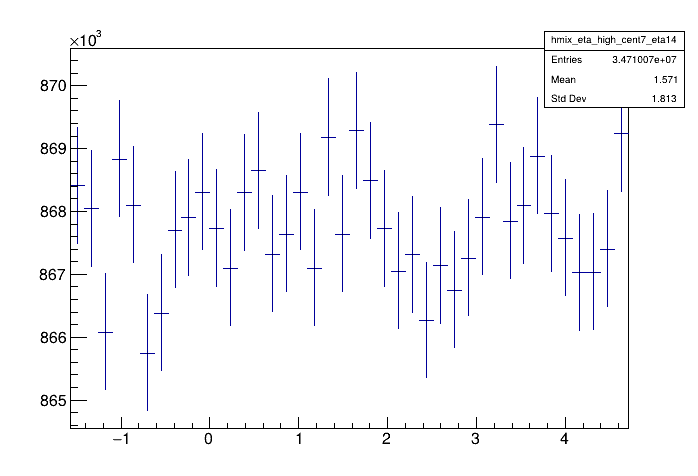 ×10³
hmix_eta_high_cent7_eta14
Entries 3.471007e+07
Mean 1.571
Std Dev 1.813
870
869
868
867
866
865
−1 0 1 2 3 4